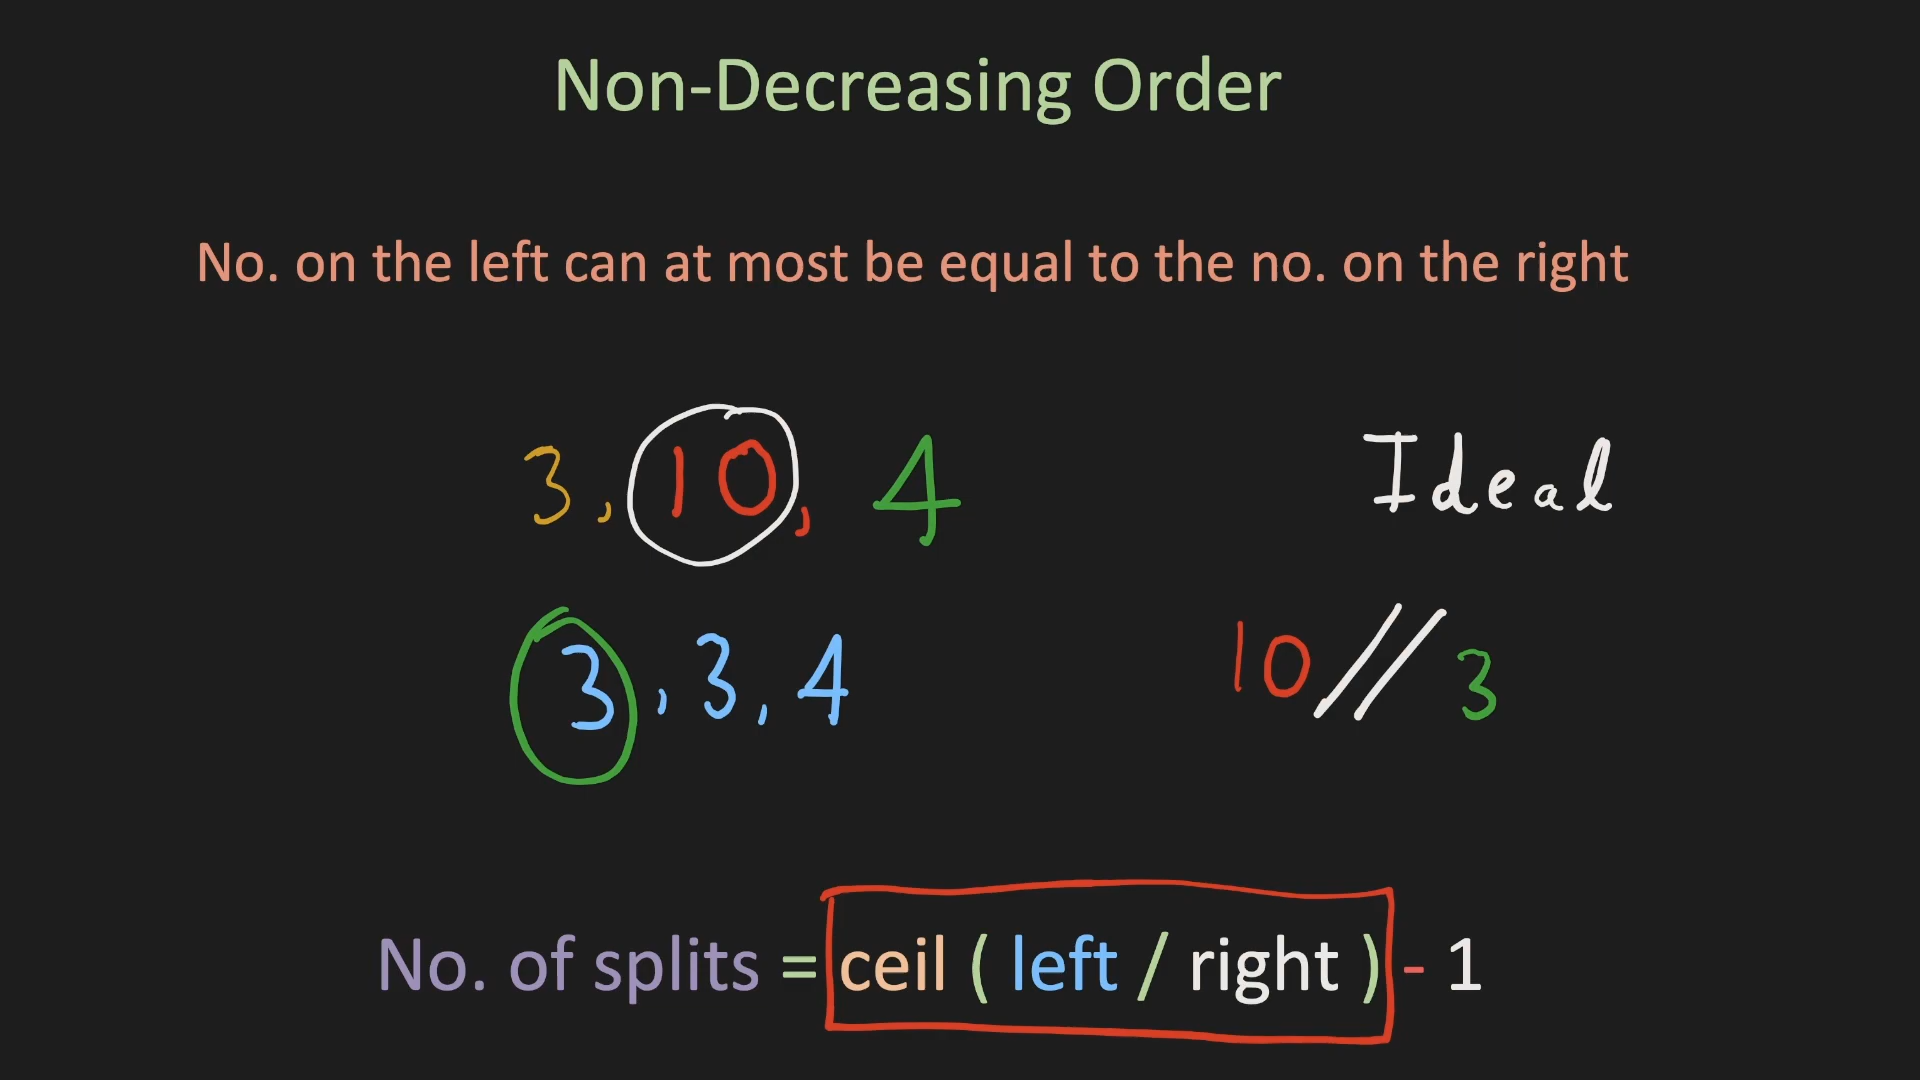 Non-Decreasing Order
No. on the left can at most be equal to the no. on the right
3, 10, 4
Ideal
3, 3, 4
10 // 3
No. of splits = ceil ( left / right ) - 1